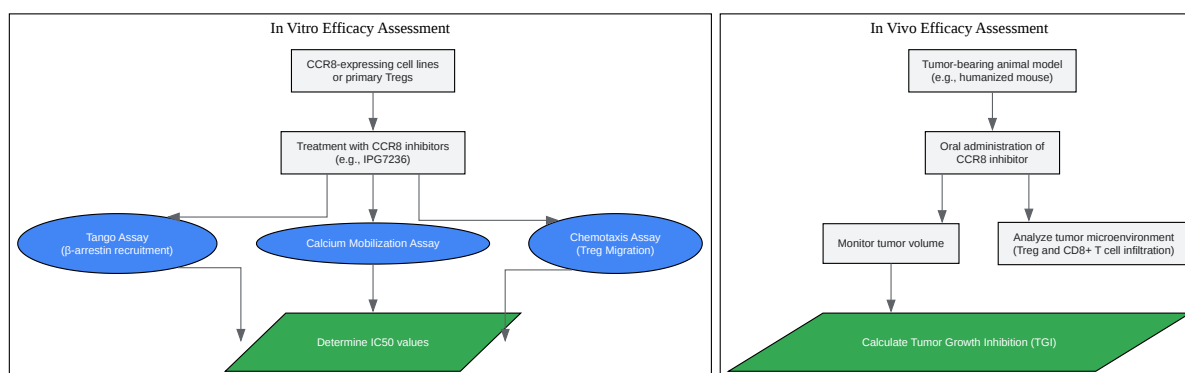 In Vitro Efficacy Assessment
CCR8-expressing cell lines
or primary Tregs
Treatment with CCR8 inhibitors
(e.g., IPG7236)
Tango Assay
(β-arrestin recruitment)
Calcium Mobilization Assay
Chemotaxis Assay
(Treg Migration)
Determine IC50 values
In Vivo Efficacy Assessment
Tumor-bearing animal model
(e.g., humanized mouse)
Oral administration of
CCR8 inhibitor
Monitor tumor volume
Analyze tumor microenvironment
(Treg and CD8+ T cell infiltration)
Calculate Tumor Growth Inhibition (TGI)